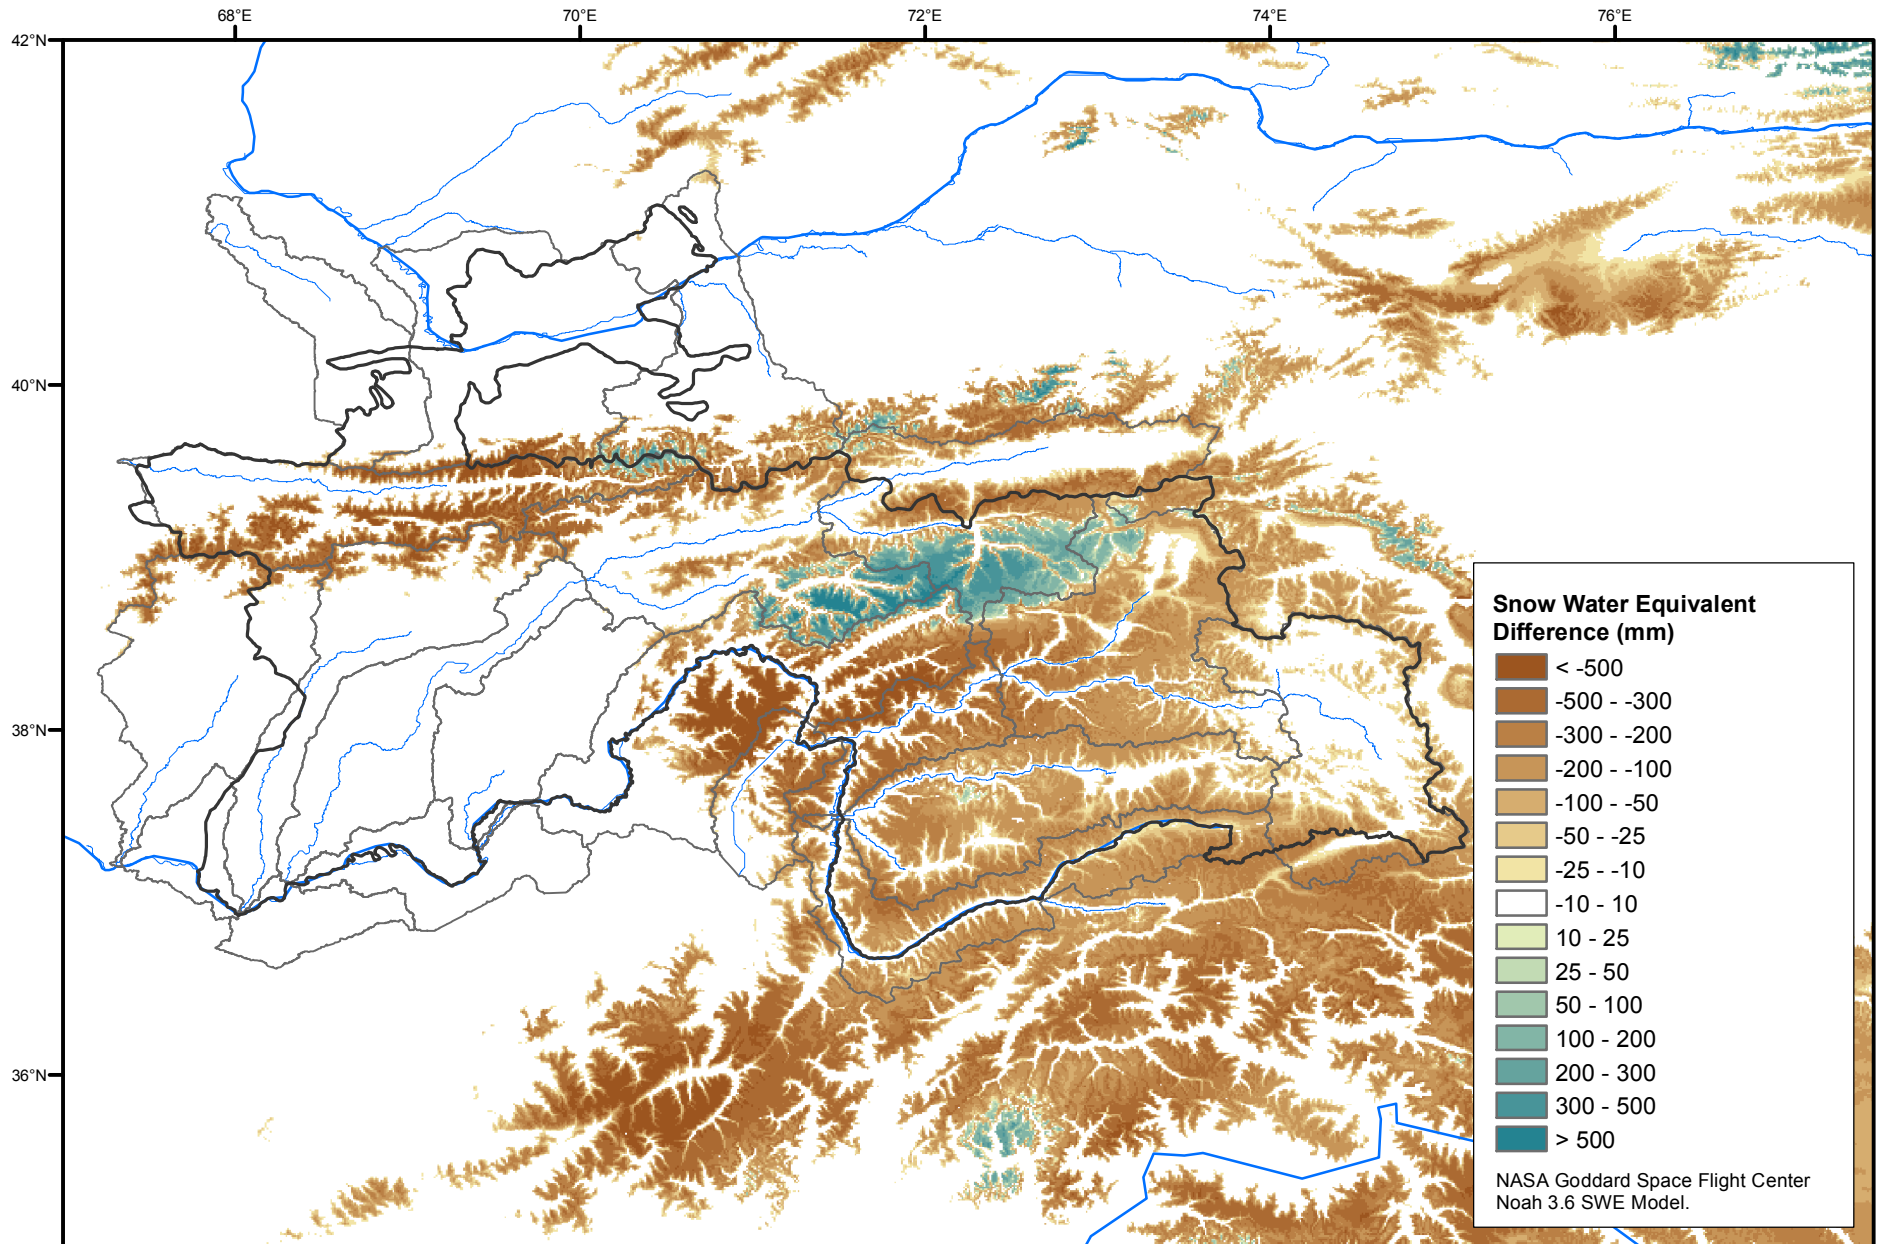 68°E 70°E 72°E 74°E 76°E
42°N
40°N
38°N
36°N
Snow Water Equivalent
Difference (mm)
< -500
-500 - -300
-300 - -200
-200 - -100
-100 - -50
-50 - -25
-25 - -10
-10 - 10
10 - 25
25 - 50
50 - 100
100 - 200
200 - 300
300 - 500
> 500
NASA Goddard Space Flight Center
Noah 3.6 SWE Model.